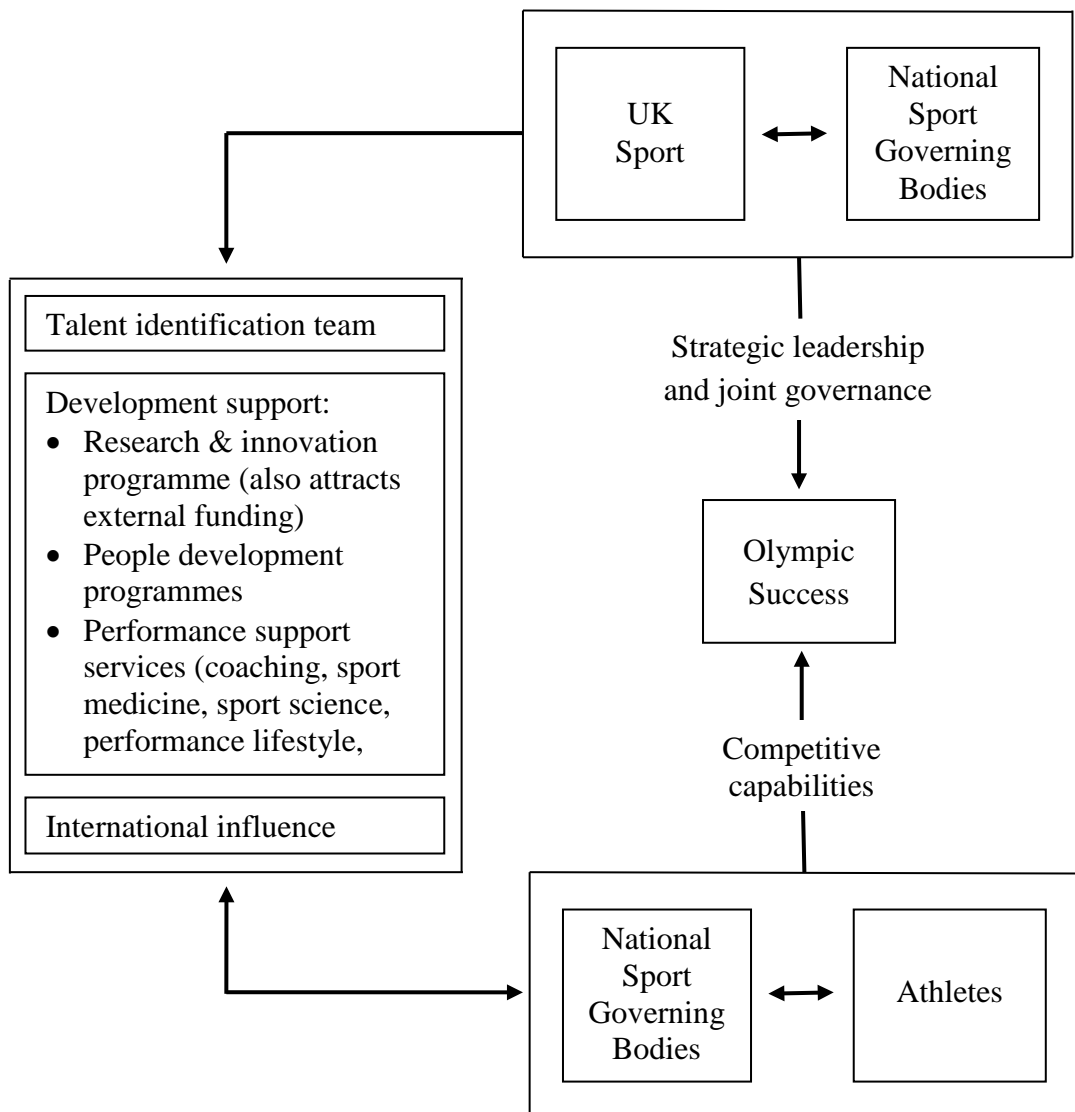 UK
Sport
National
Sport
Governing
Bodies
Talent identification team
Development support:
• Research & innovation
programme (also attracts
external funding)
• People development
programmes
• Performance support
services (coaching, sport
medicine, sport science,
performance lifestyle,
International influence
Strategic leadership
and joint governance
Olympic
Success
Competitive
capabilities
National
Sport
Governing
Bodies
Athletes